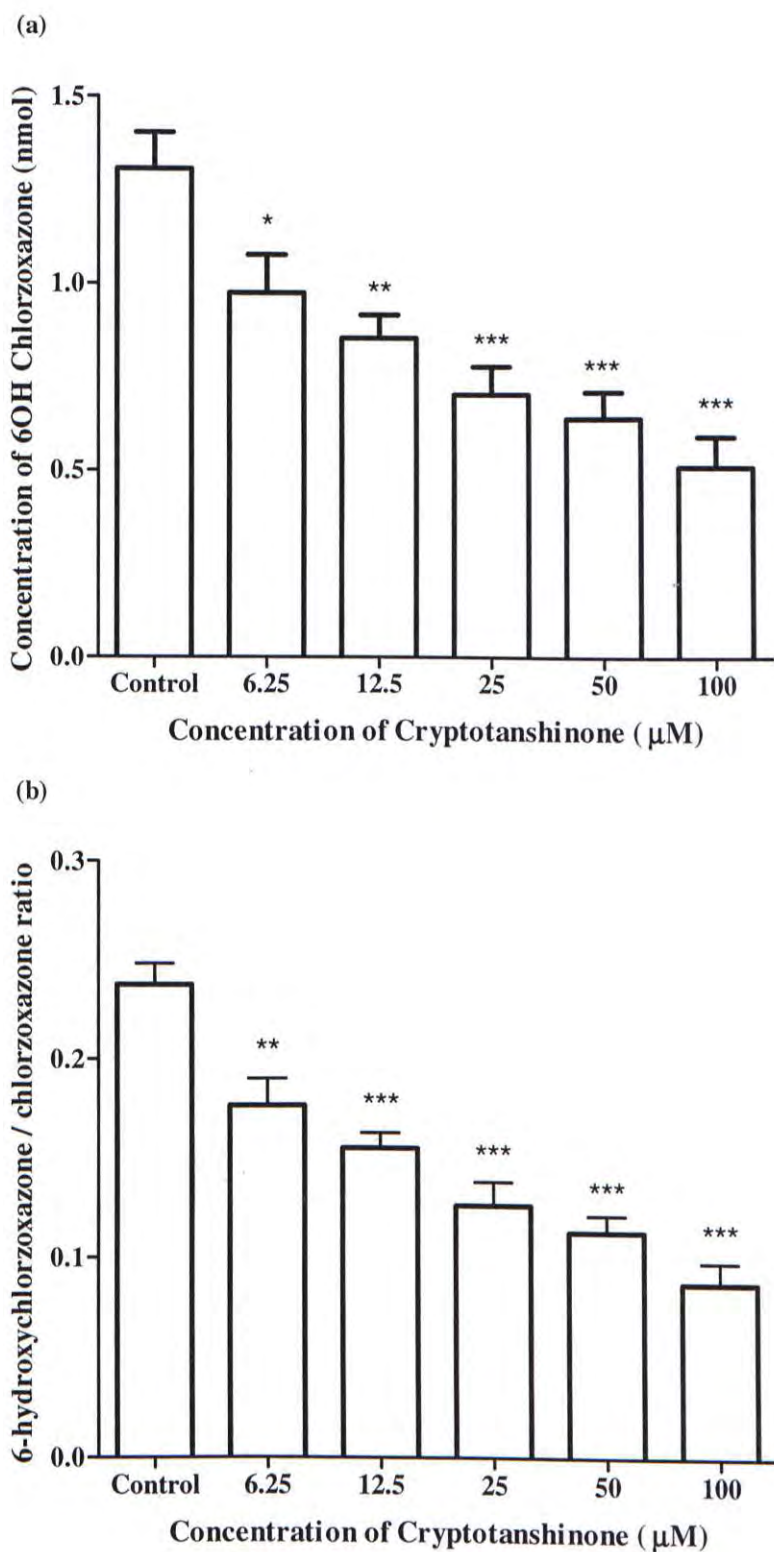 (a)
Concentration of 6OH Chlorzoxazone (nmol)
1.5
1.0
0.5
0.0
*
**
***
***
***
Control 6.25 12.5 25 50 100
Concentration of Cryptotanshinone ( μM)
(b)
6-hydroxychlorzoxazone / chlorzoxazone ratio
0.3
0.2
0.1
0.0
**
***
***
***
***
Control 6.25 12.5 25 50 100
Concentration of Cryptotanshinone ( μM)